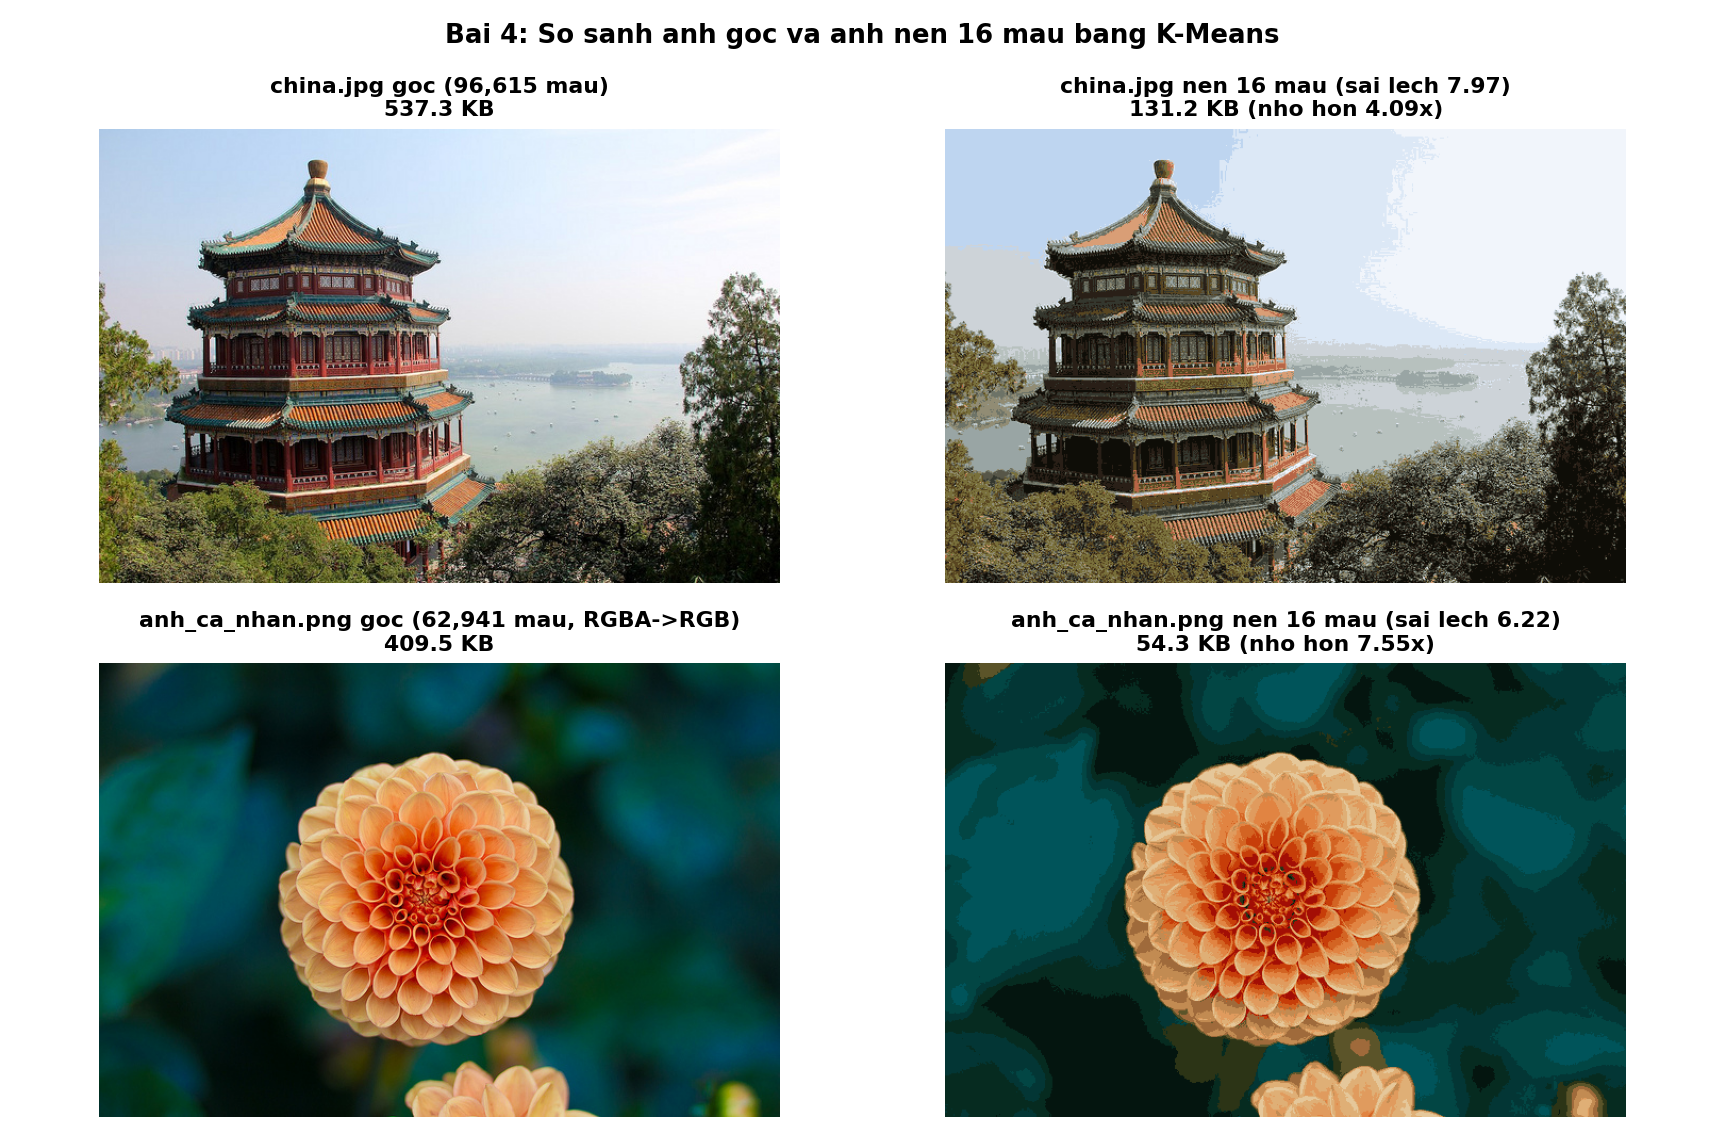 Bai 4: So sanh anh goc va anh nen 16 mau bang K-Means
china.jpg goc (96,615 mau)
537.3 KB
china.jpg nen 16 mau (sai lech 7.97)
131.2 KB (nho hon 4.09x)
anh_ca_nhan.png goc (62,941 mau, RGBA->RGB)
409.5 KB
anh_ca_nhan.png nen 16 mau (sai lech 6.22)
54.3 KB (nho hon 7.55x)